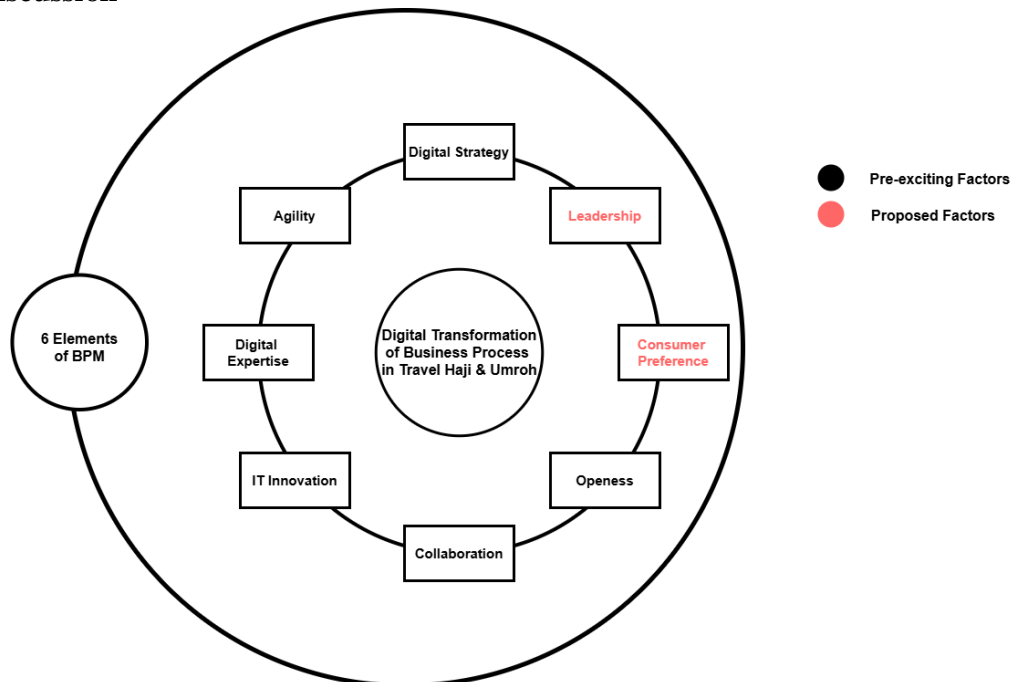 Digital Strategy
Agility
Leadership
Pre-exciting Factors
Proposed Factors
6 Elements
of BPM
Digital
Expertise
Digital Transformation
of Business Process
in Travel Haji & Umroh
Consumer
Preference
IT Innovation
Openess
Collaboration